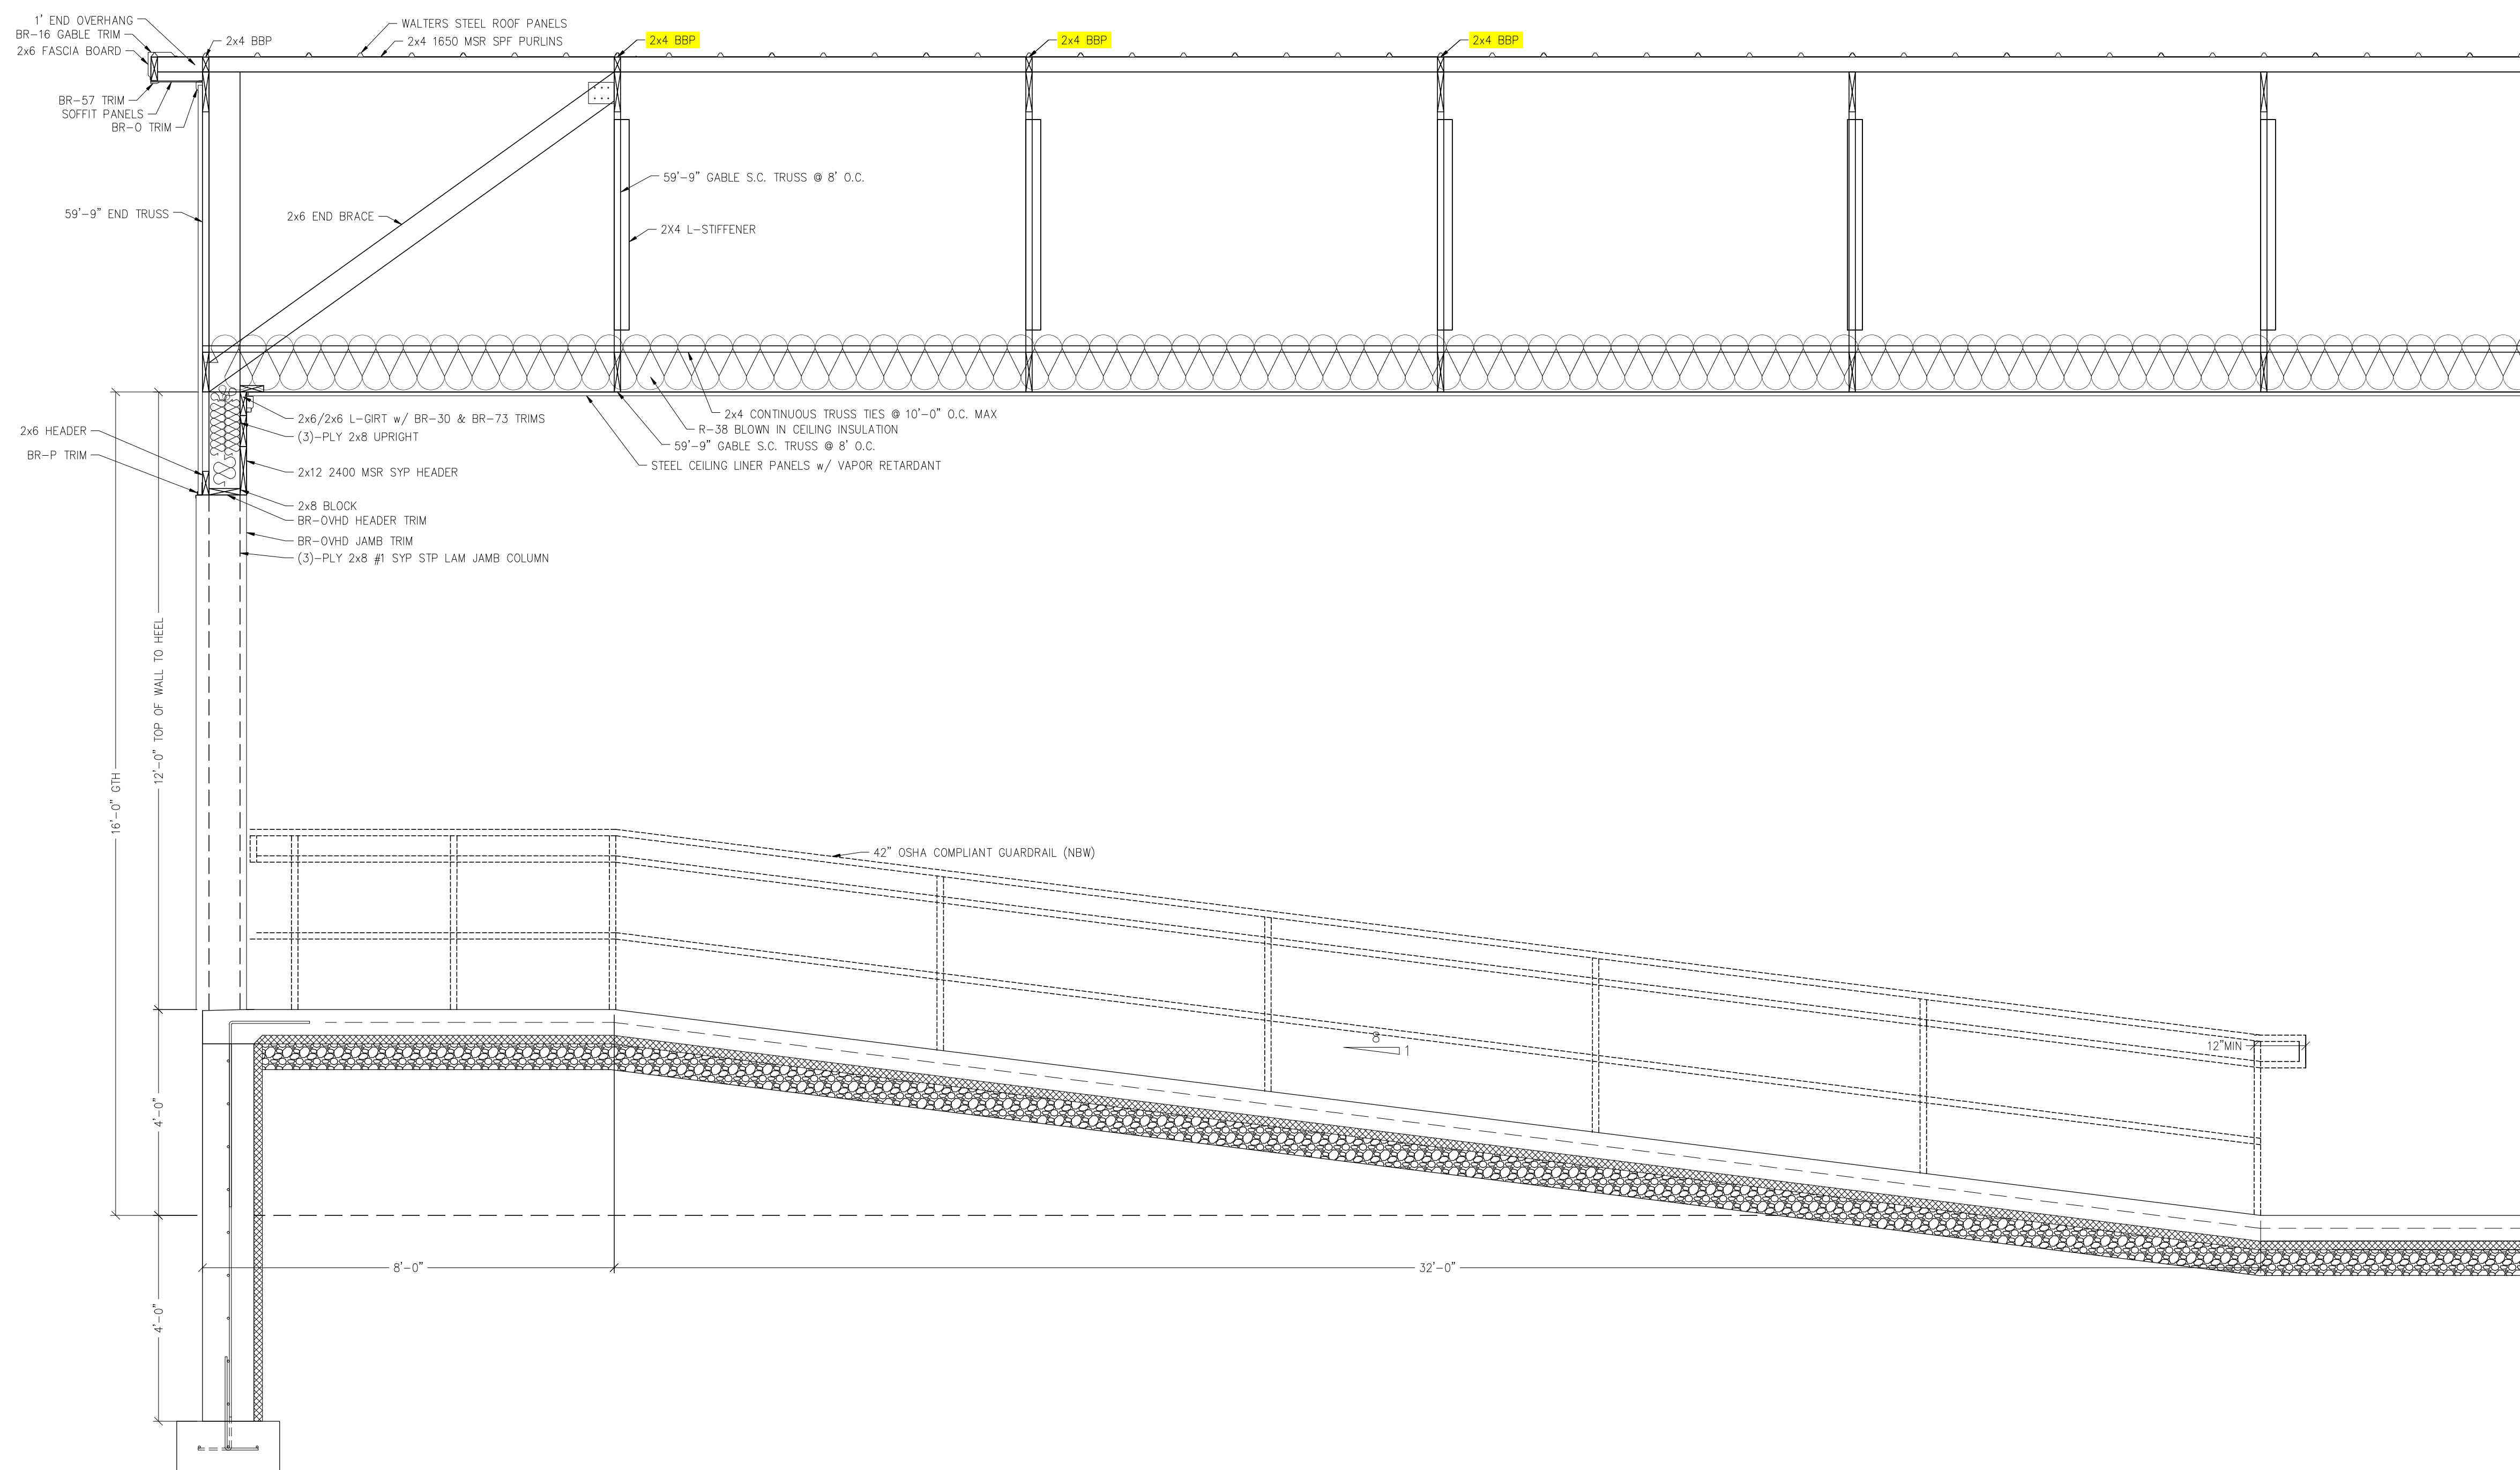 1' END OVERHANG
BR-16 GABLE TRIM
2x6 FASCIA BOARD
2x4 BBP
WALTERS STEEL ROOF PANELS
2x4 1650 MSR SPF PURLINS
2x4 BBP
2x4 BBP
2x4 BBP
BR-57 TRIM
SOFFIT PANELS
BR-O TRIM
59'-9" GABLE S.C. TRUSS @ 8' O.C.
59'-9" END TRUSS
2x6 END BRACE
2X4 L-STIFFENER
2x4 CONTINUOUS TRUSS TIES @ 10'-0" O.C. MAX
R-38 BLOWN IN CEILING INSULATION
59'-9" GABLE S.C. TRUSS @ 8' O.C.
STEEL CEILING LINER PANELS w/ VAPOR RETARDANT
2x6/2x6 L-GIRT w/ BR-30 & BR-73 TRIMS
(3)-PLY 2x8 UPRIGHT
2x6 HEADER
BR-P TRIM
2x12 2400 MSR SYP HEADER
2x8 BLOCK
BR-OVHD HEADER TRIM
BR-OVHD JAMB TRIM
(3)-PLY 2x8 #1 SYP STP LAM JAMB COLUMN
12'-0" TOP OF WALL TO HEEL
16'-0" GTH
42" OSHA COMPLIANT GUARDRAIL (NBW)
8
1
12"MIN
4'-0"
8'-0"
32'-0"
4'-0"